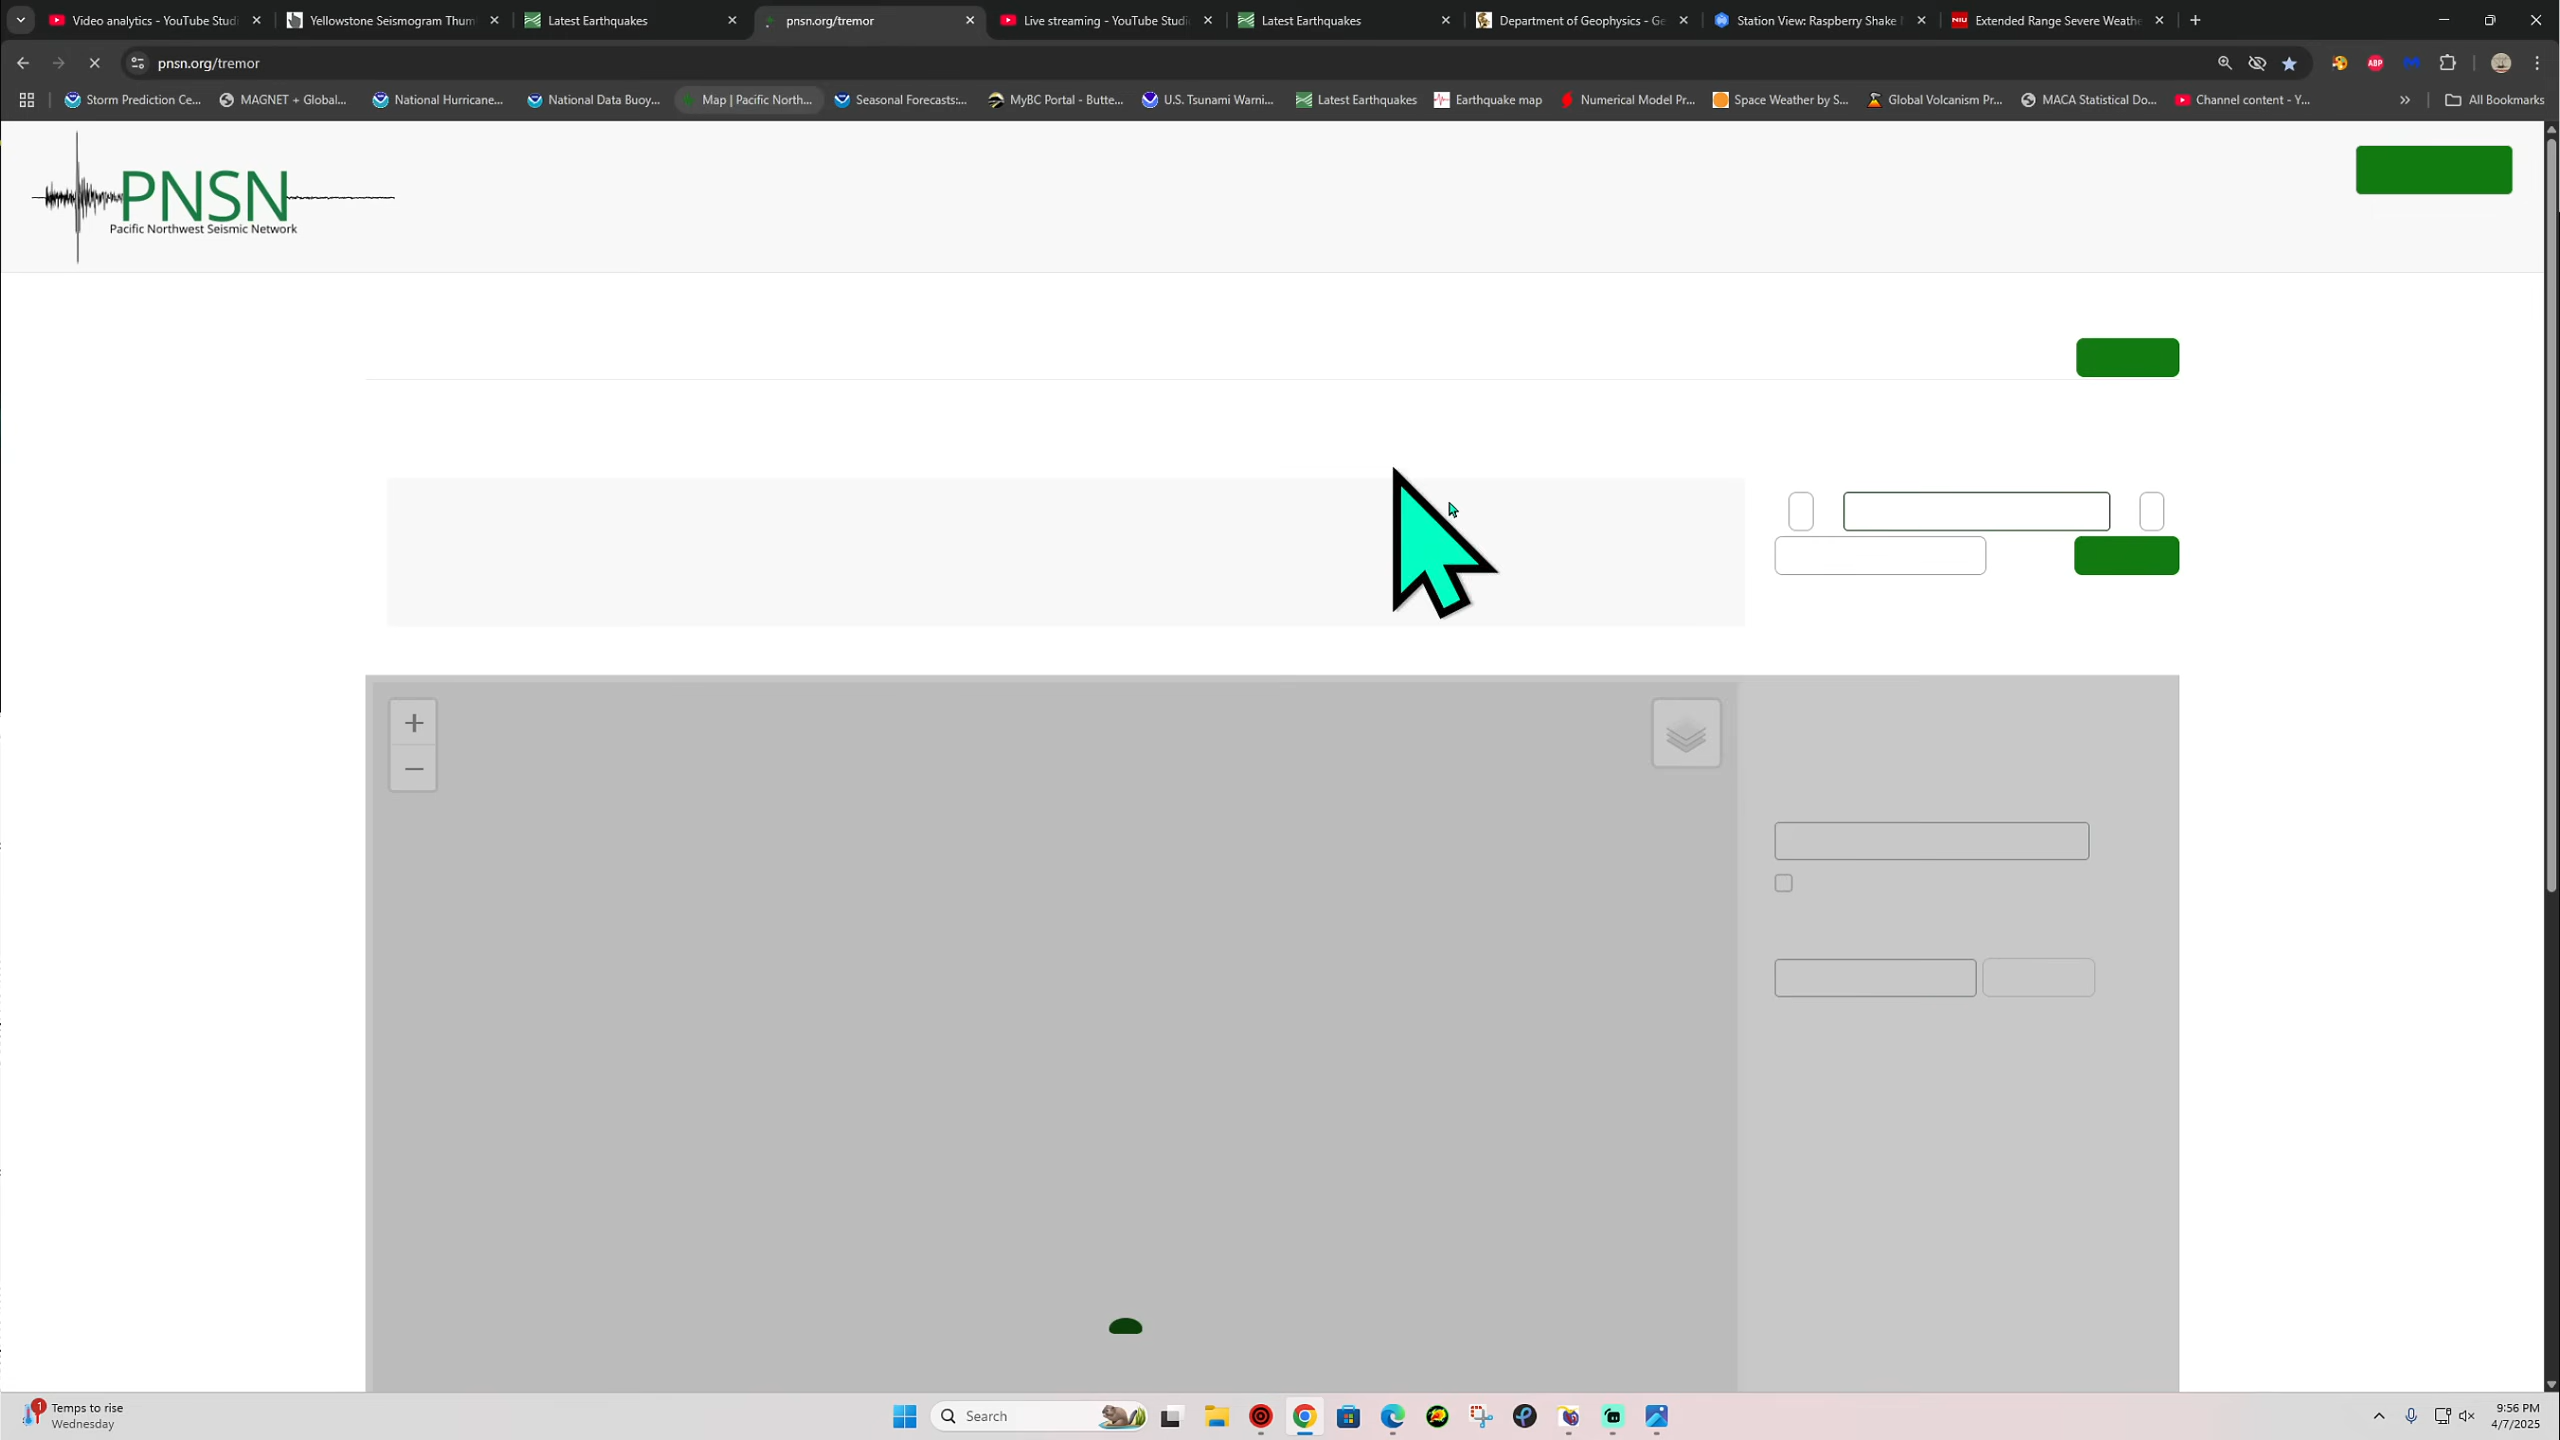 Video analytics - YouTube Studi
Yellowstone Seismogram Thum
Latest Earthquakes
pnsn.org/tremor
Live streaming - YouTube Studi
Latest Earthquakes
Department of Geophysics - Ge
Station View: Raspberry Shake
Extended Range Severe Weathe
pnsn.org/tremor
ABP
Storm Prediction Ce...
MAGNET + Global...
National Hurricane...
National Data Buoy...
Map | Pacific North...
Seasonal Forecasts:...
MyBC Portal - Butte...
U.S. Tsunami Warni...
Latest Earthquakes
Earthquake map
Numerical Model Pr...
Space Weather by S...
Global Volcanism Pr...
MACA Statistical Do...
Channel content - Y...
All Bookmarks
PNSN
Pacific Northwest Seismic Network
+
−
1
Temps to rise
Wednesday
Search
9:56 PM
4/7/2025